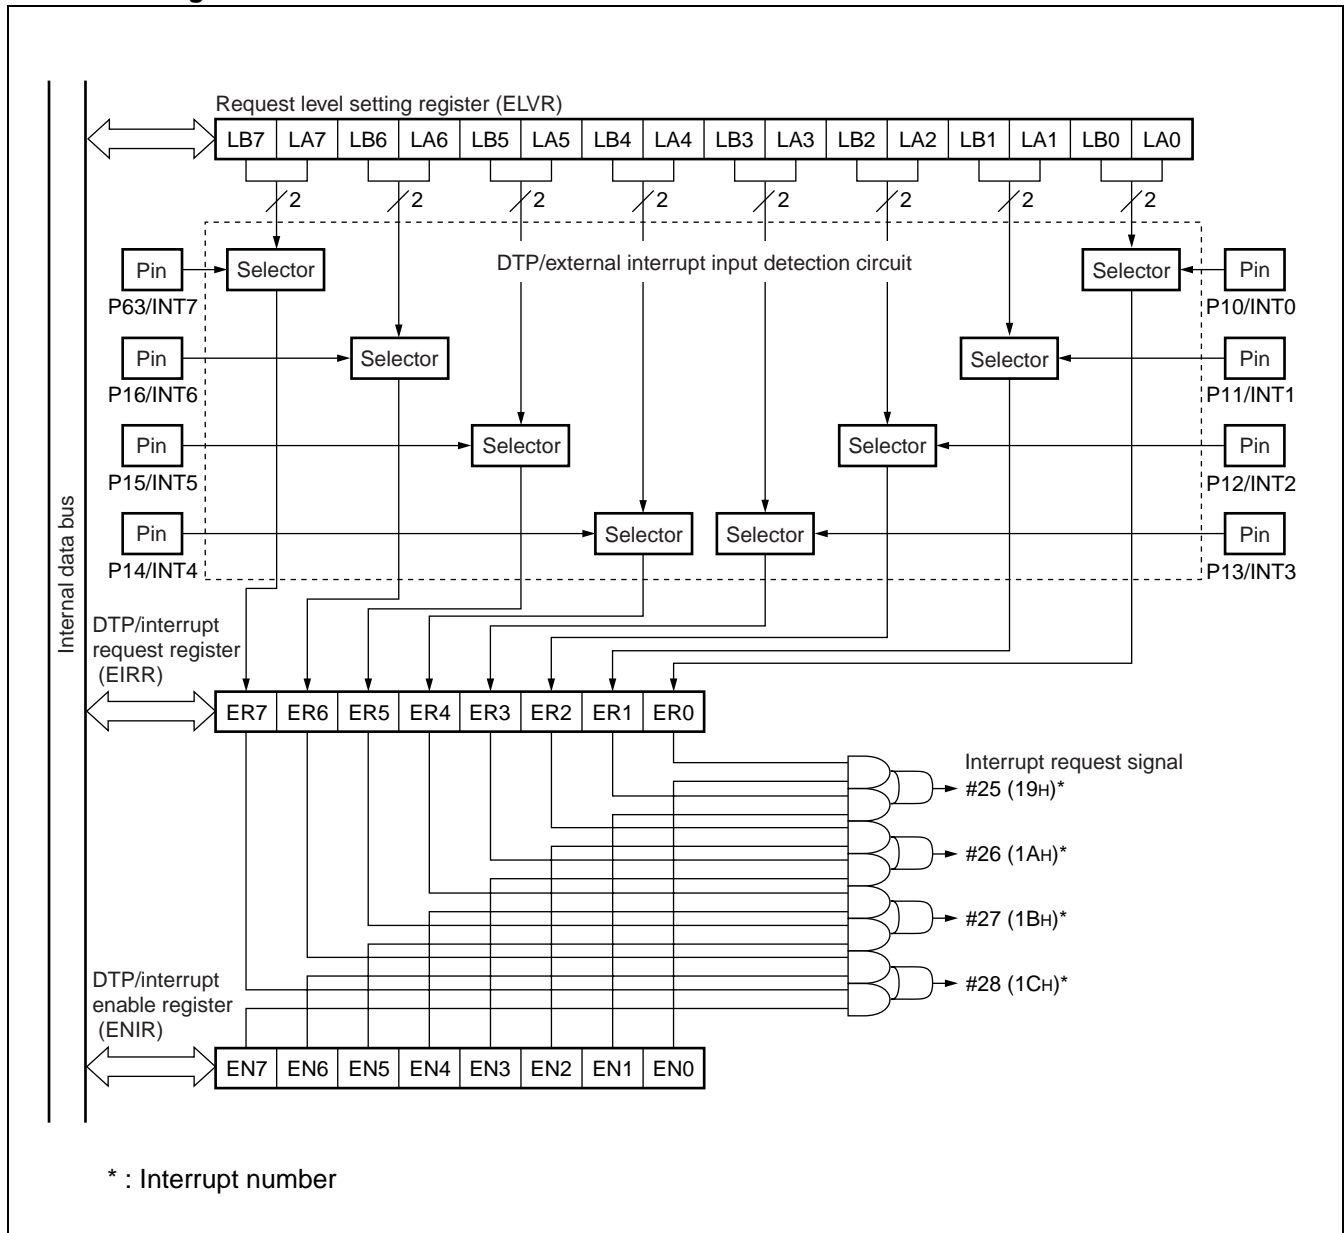 Request level setting register (ELVR)
LB7 LA7 LB6 LA6 LB5 LA5 LB4 LA4 LB3 LA3 LB2 LA2 LB1 LA1 LB0 LA0
2 2 2 2 2 2 2 2
DTP/external interrupt input detection circuit
Pin Selector Selector Pin
P63/INT7 P10/INT0
Pin Selector Selector Pin
P16/INT6 P11/INT1
Pin Selector Selector Pin
P15/INT5 P12/INT2
Pin Selector Selector Pin
P14/INT4 P13/INT3
Internal data bus
DTP/interrupt
request register
(EIRR)
ER7 ER6 ER5 ER4 ER3 ER2 ER1 ER0
Interrupt request signal
#25 (19H)*
#26 (1AH)*
#27 (1BH)*
#28 (1CH)*
DTP/interrupt
enable register
(ENIR)
EN7 EN6 EN5 EN4 EN3 EN2 EN1 EN0
* : Interrupt number